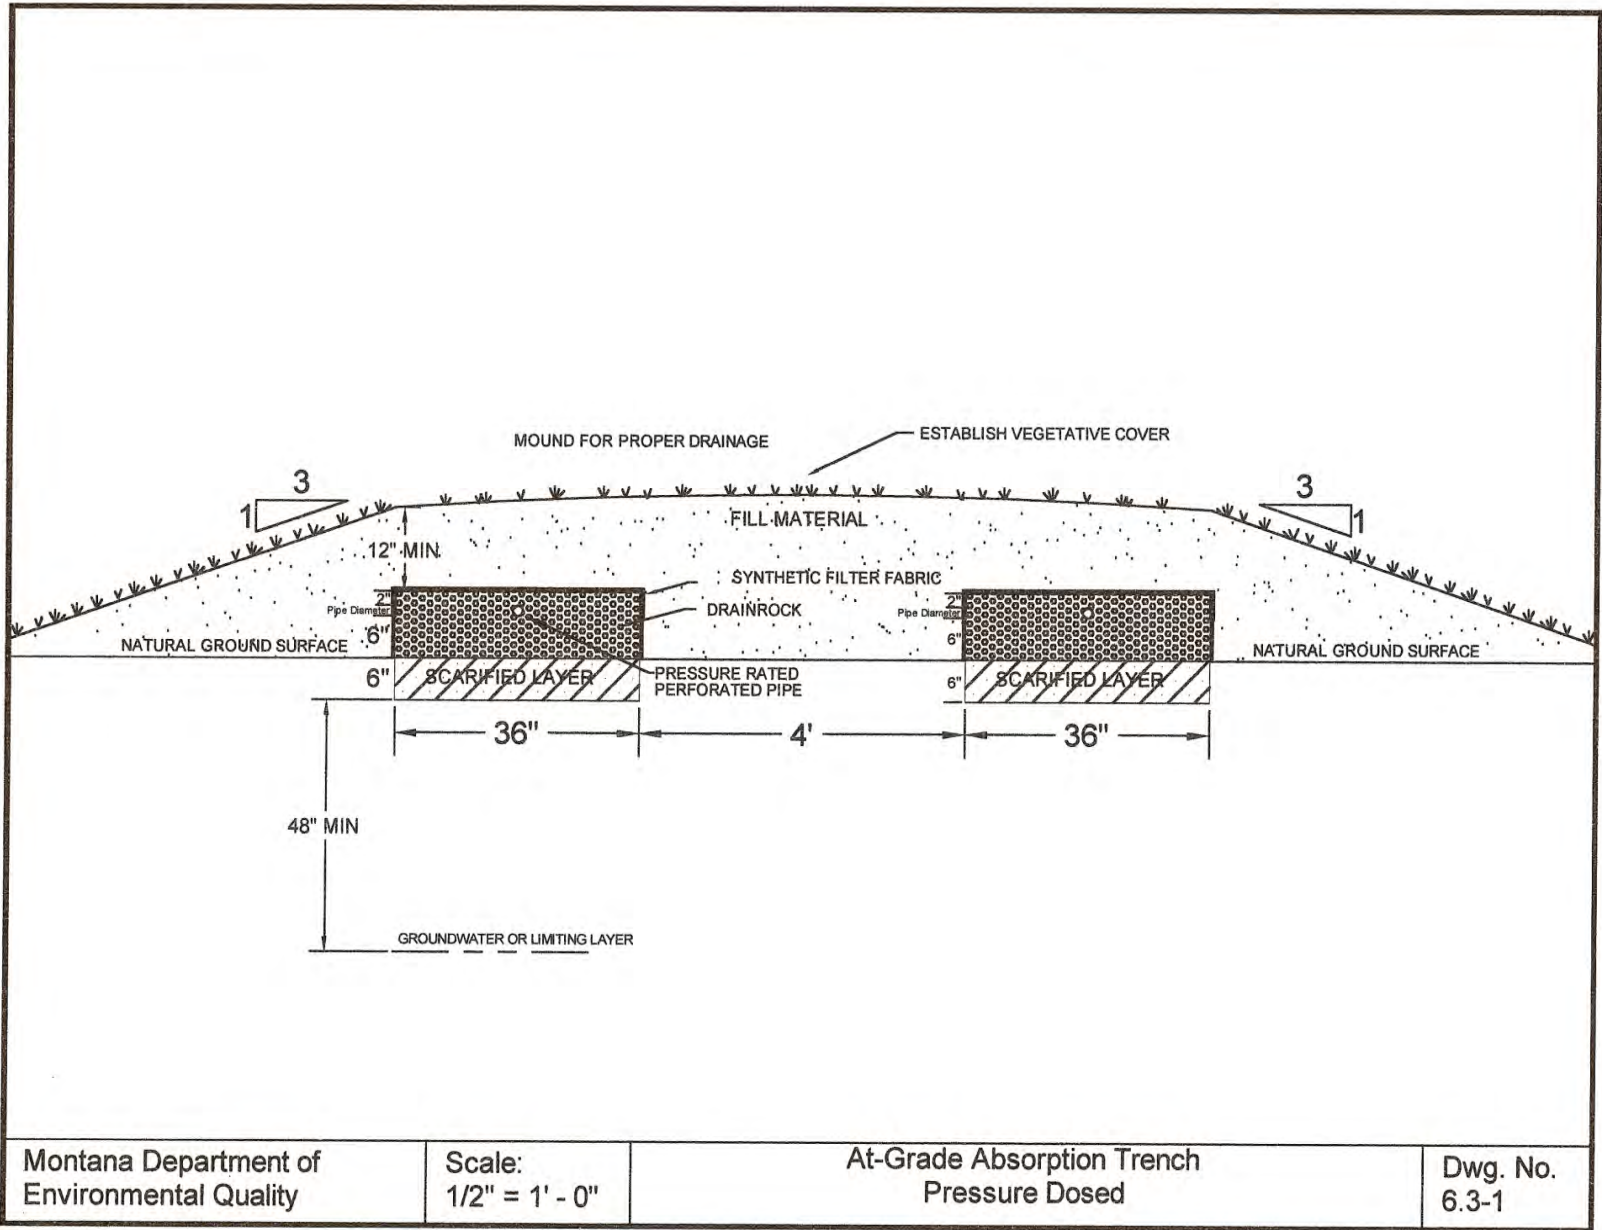 MOUND FOR PROPER DRAINAGE
ESTABLISH VEGETATIVE COVER
3
1
3
1
FILL MATERIAL
12" MIN
SYNTHETIC FILTER FABRIC
2"
2"
Pipe Diameter
DRAINROCK
Pipe Diameter
6"
6"
NATURAL GROUND SURFACE
NATURAL GROUND SURFACE
6"
SCARIFIED LAYER
PRESSURE RATED
PERFORATED PIPE
6"
SCARIFIED LAYER
36"
4'
36"
48" MIN
GROUNDWATER OR LIMITING LAYER
Montana Department of
Environmental Quality
Scale:
1/2" = 1' - 0"
At-Grade Absorption Trench
Pressure Dosed
Dwg. No.
6.3-1